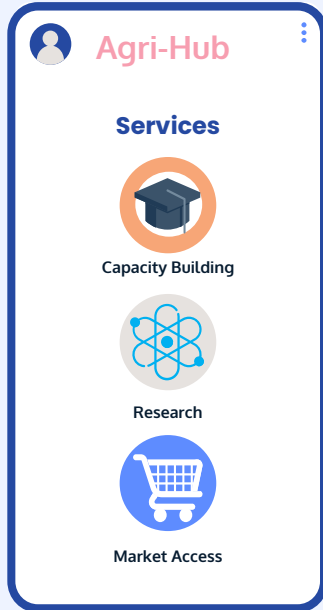 Agri-Hub
Services
Capacity Building
Research
Market Access